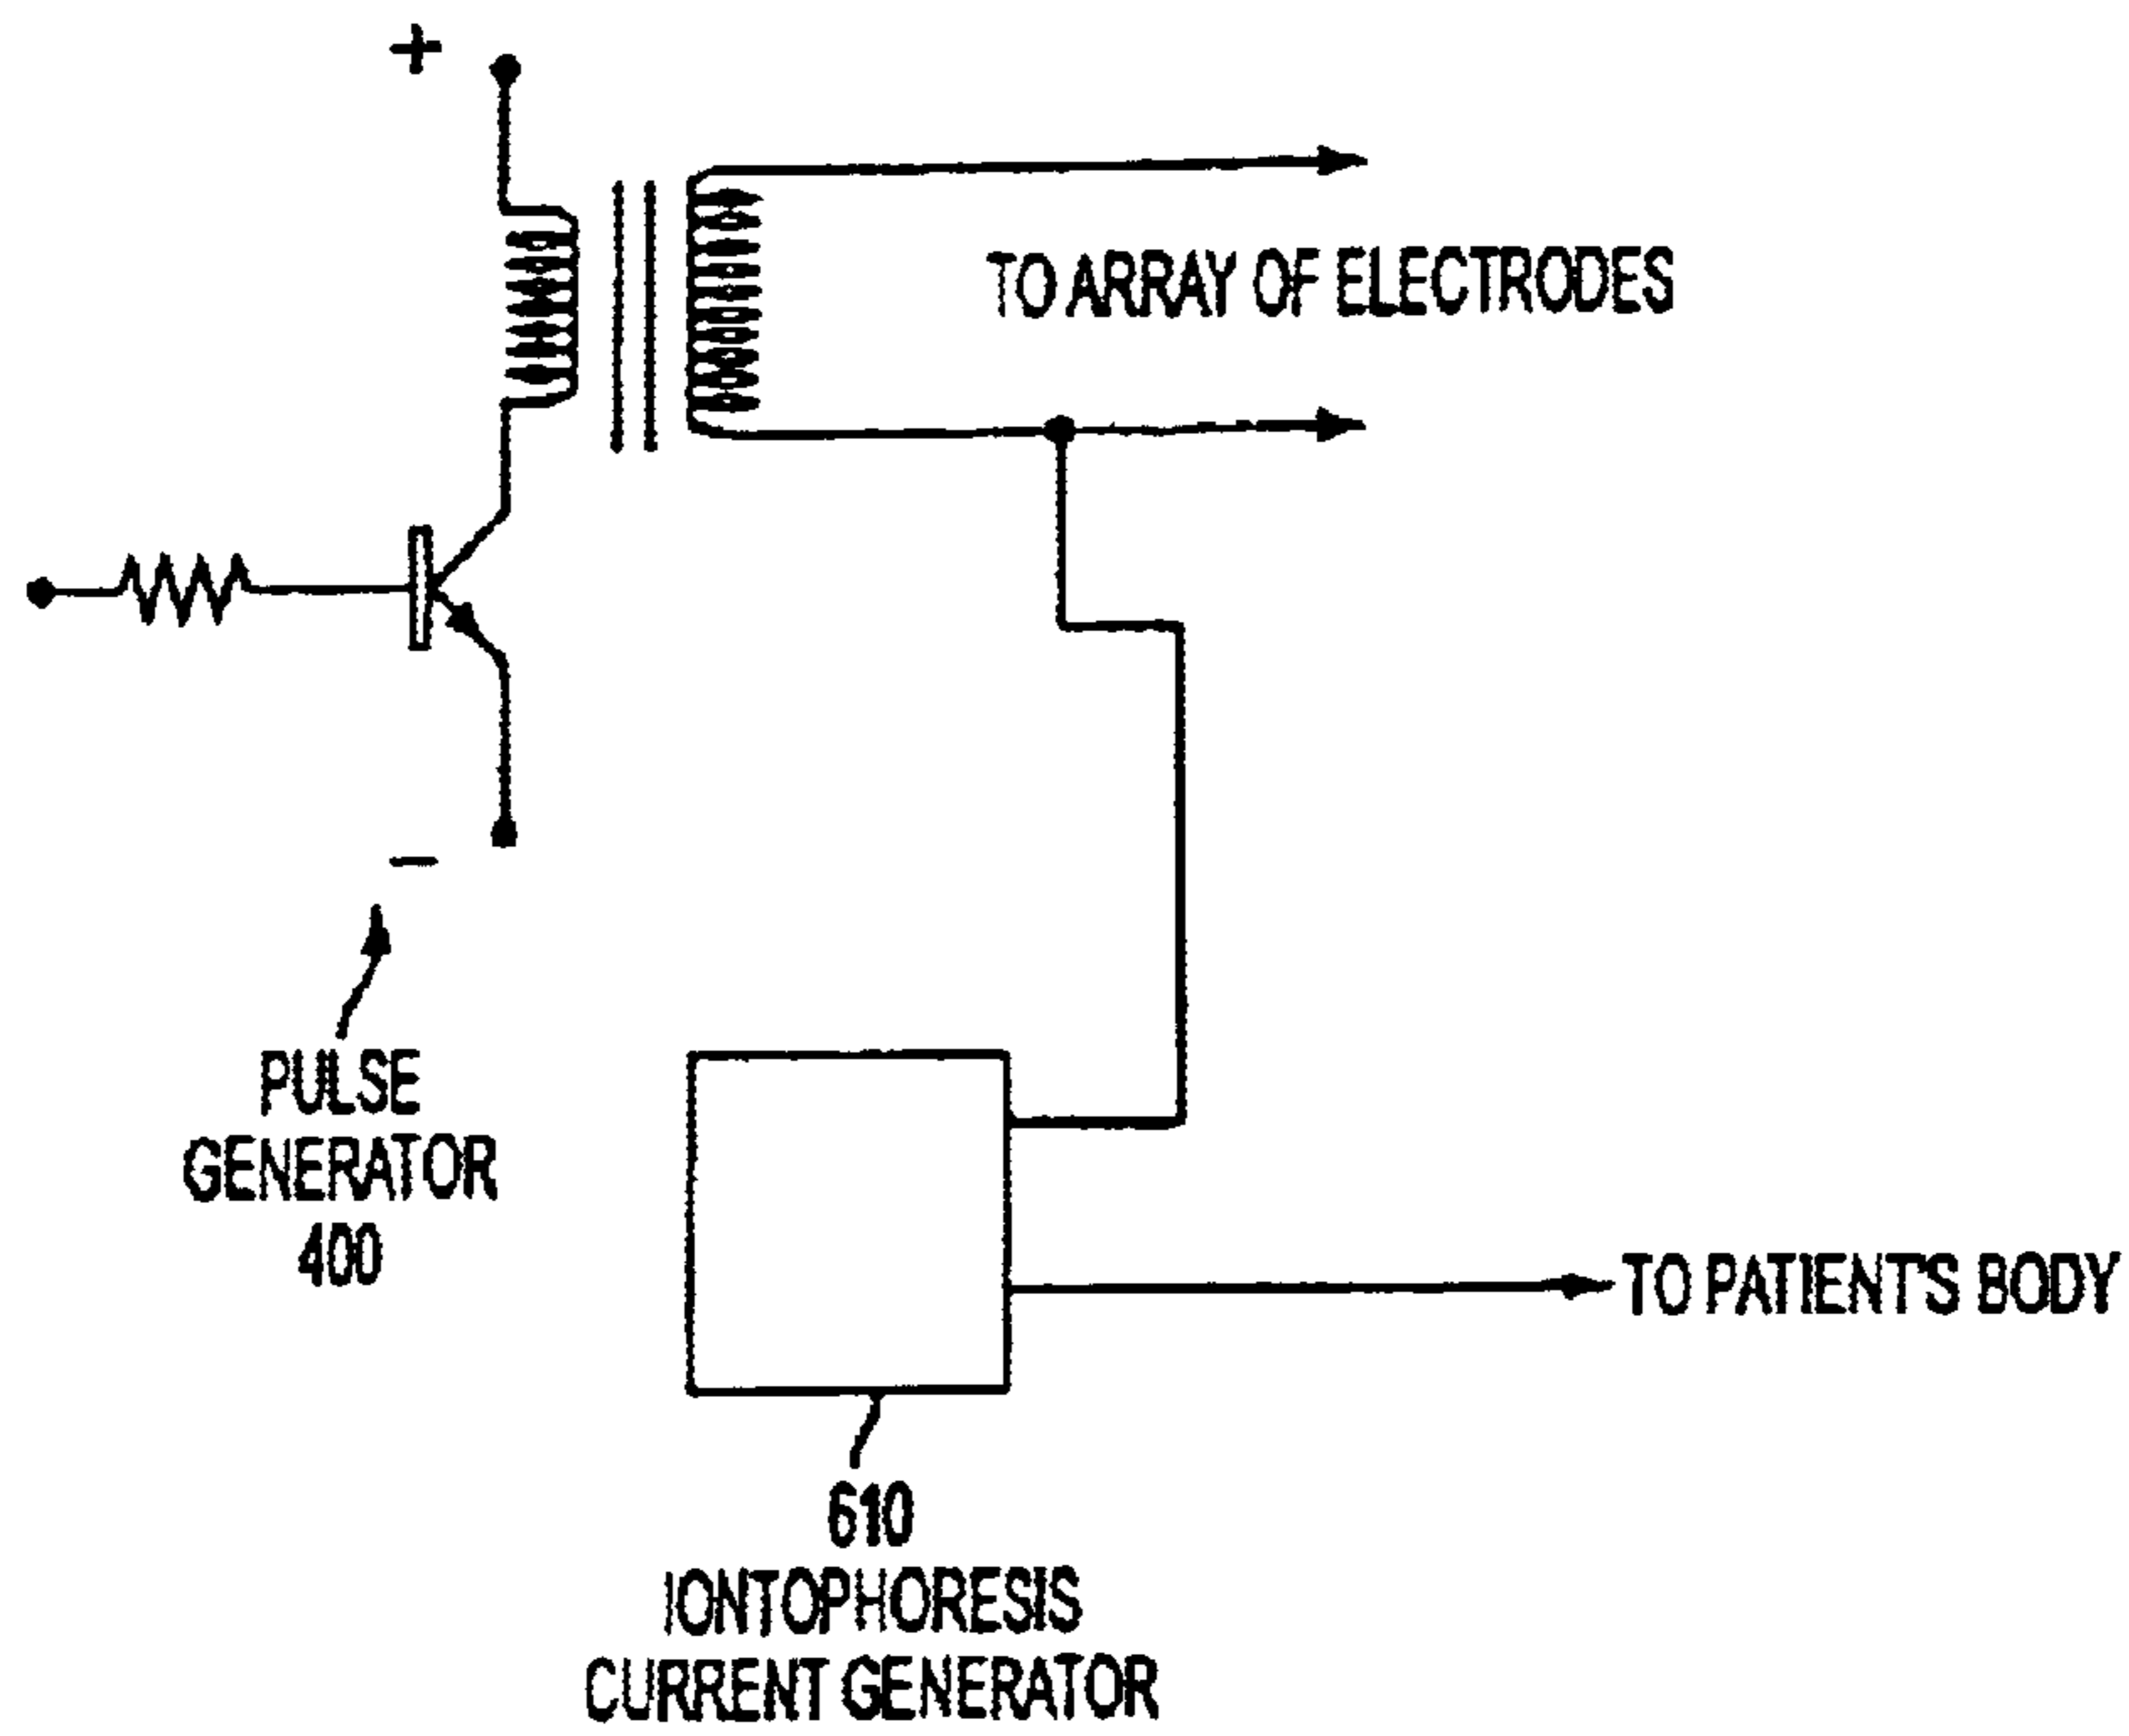 +
TO ARRAY OF ELECTRODES
−
PULSE
GENERATOR
400
TO PATIENT'S BODY
610
IONTOPHORESIS
CURRENT GENERATOR